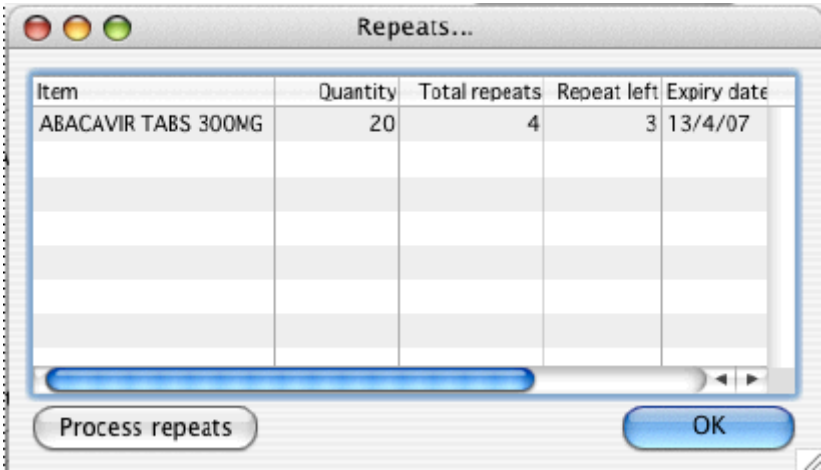 Repeats...
Item Quantity Total repeats Repeat left Expiry date
ABACAVIR TABS 300MG 20 4 3 13/4/07
Process repeats OK